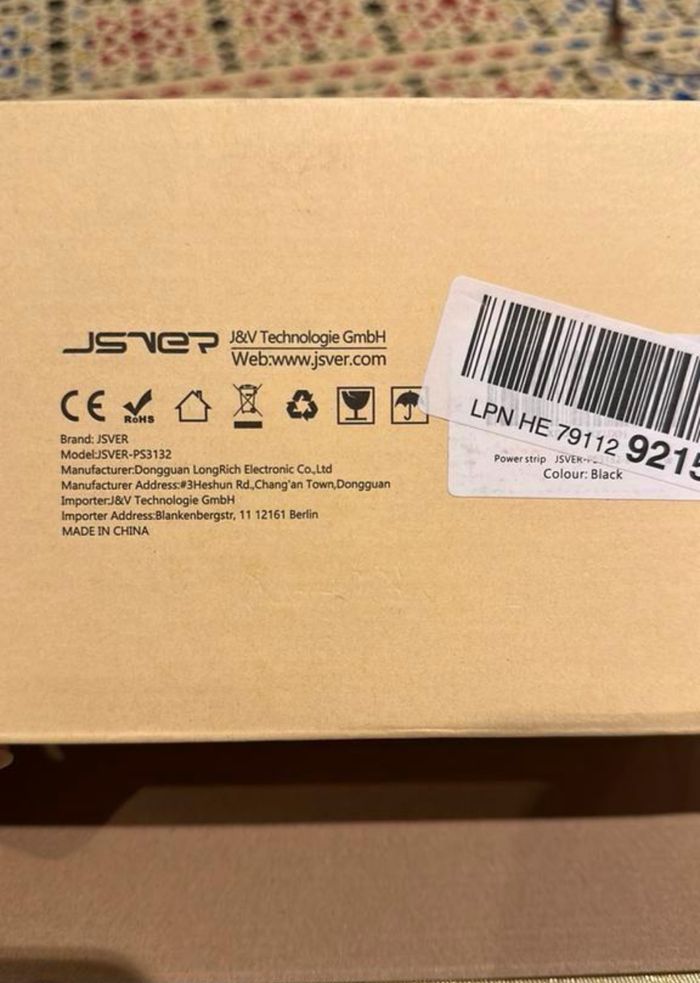 JSVER
J&V Technologie GmbH
Web:www.jsver.com
CE
RoHS
Brand: JSVER
Model:JSVER-PS3132
Manufacturer:Dongguan LongRich Electronic Co.,Ltd
Manufacturer Address:#3Heshun Rd.,Chang'an Town,Dongguan
Importer:J&V Technologie GmbH
Importer Address:Blankenbergstr, 11 12161 Berlin
MADE IN CHINA
LPN HE 79112 9215
Power strip
Colour: Black